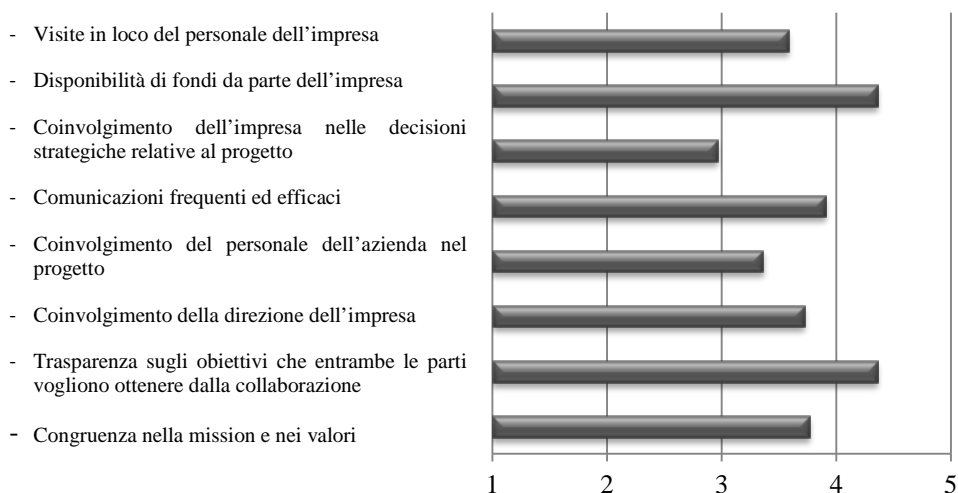 - Visite in loco del personale dell’impresa
- Disponibilità di fondi da parte dell’impresa
- Coinvolgimento dell’impresa nelle decisioni
strategiche relative al progetto
- Comunicazioni frequenti ed efficaci
- Coinvolgimento del personale dell’azienda nel
progetto
- Coinvolgimento della direzione dell’impresa
- Trasparenza sugli obiettivi che entrambe le parti
vogliono ottenere dalla collaborazione
- Congruenza nella mission e nei valori
1 2 3 4 5